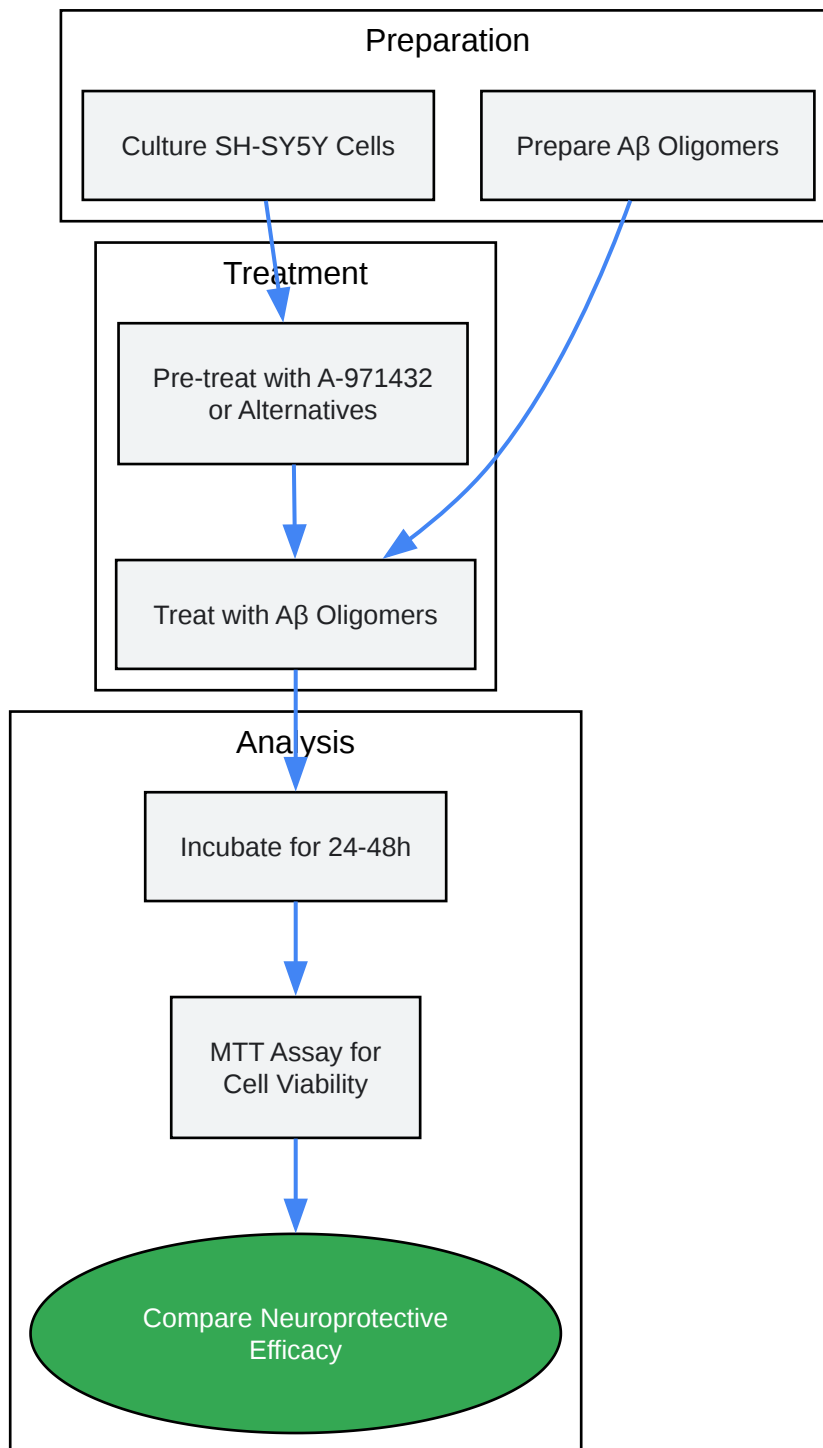 Preparation
Culture SH-SY5Y Cells
Prepare Aβ Oligomers
Treatment
Pre-treat with A-971432
or Alternatives
Treat with Aβ Oligomers
Analysis
Incubate for 24-48h
MTT Assay for
Cell Viability
Compare Neuroprotective
Efficacy